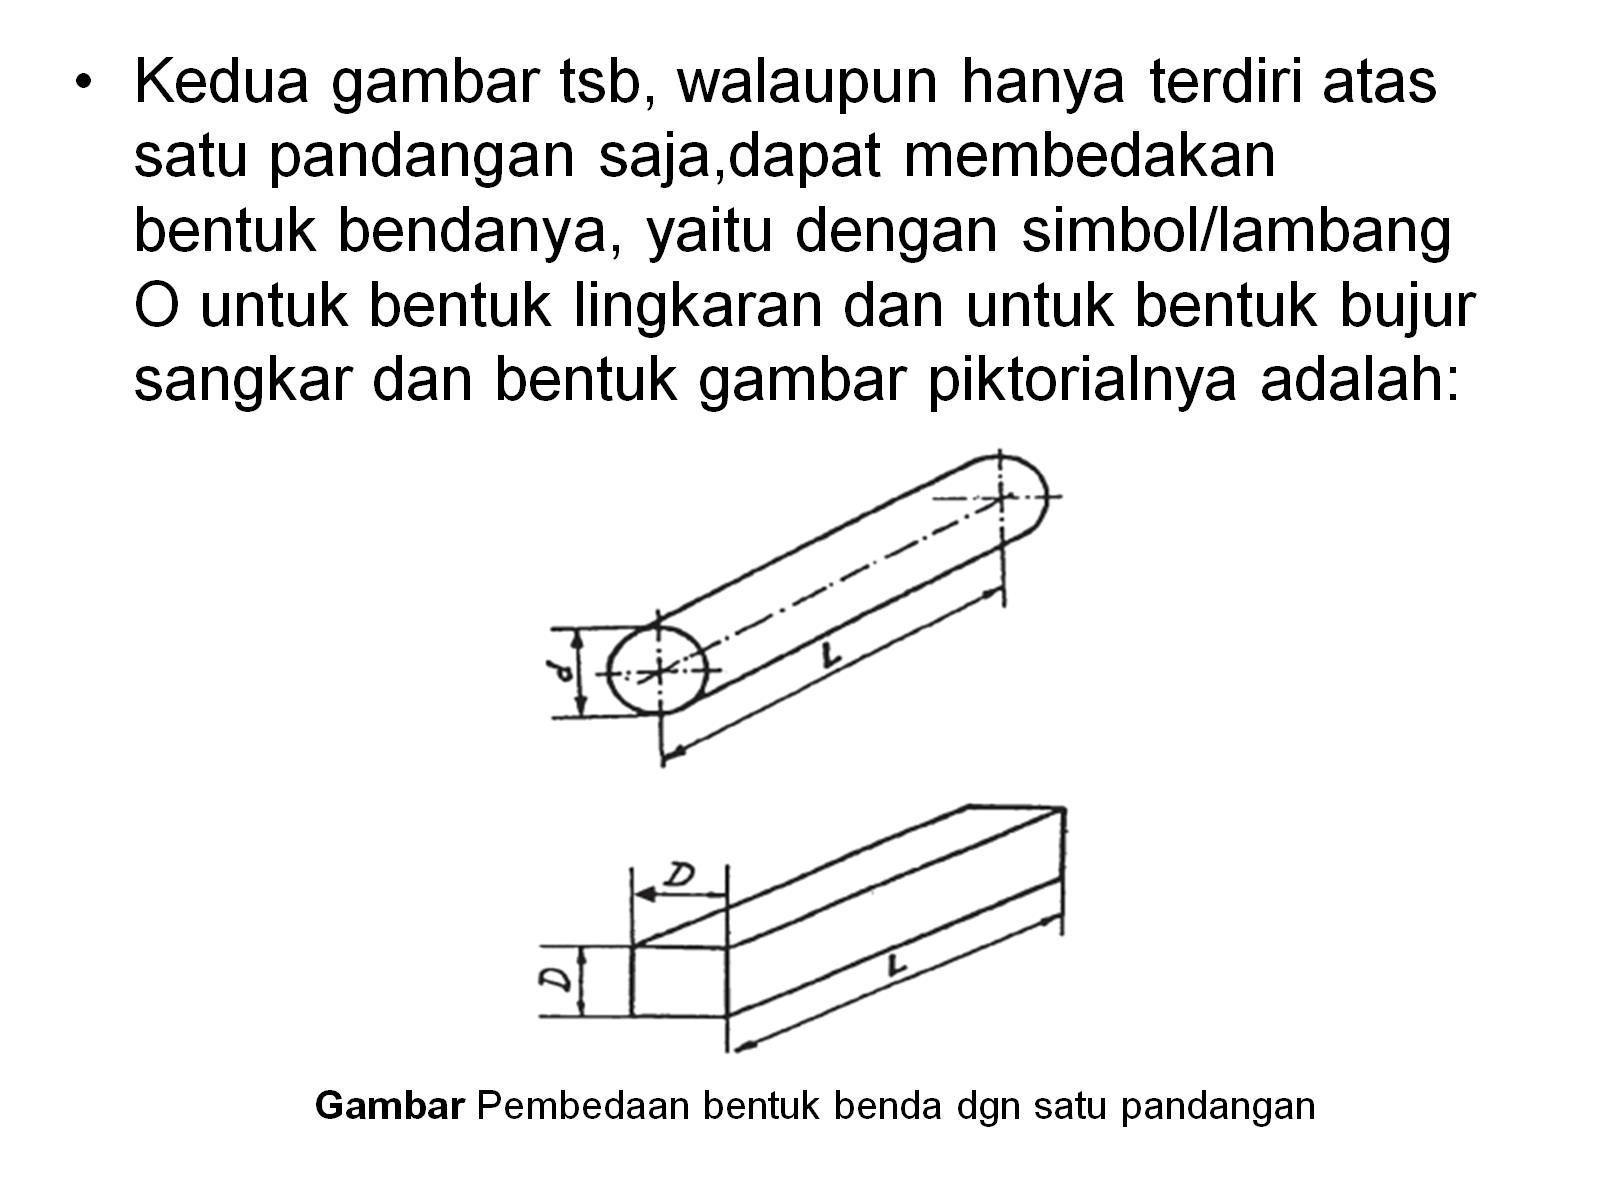 • Kedua gambar tsb, walaupun hanya terdiri atas
satu pandangan saja,dapat membedakan
bentuk bendanya, yaitu dengan simbol/lambang
O untuk bentuk lingkaran dan untuk bentuk bujur
sangkar dan bentuk gambar piktorialnya adalah:
d
L
D
D
L
Gambar Pembedaan bentuk benda dgn satu pandangan